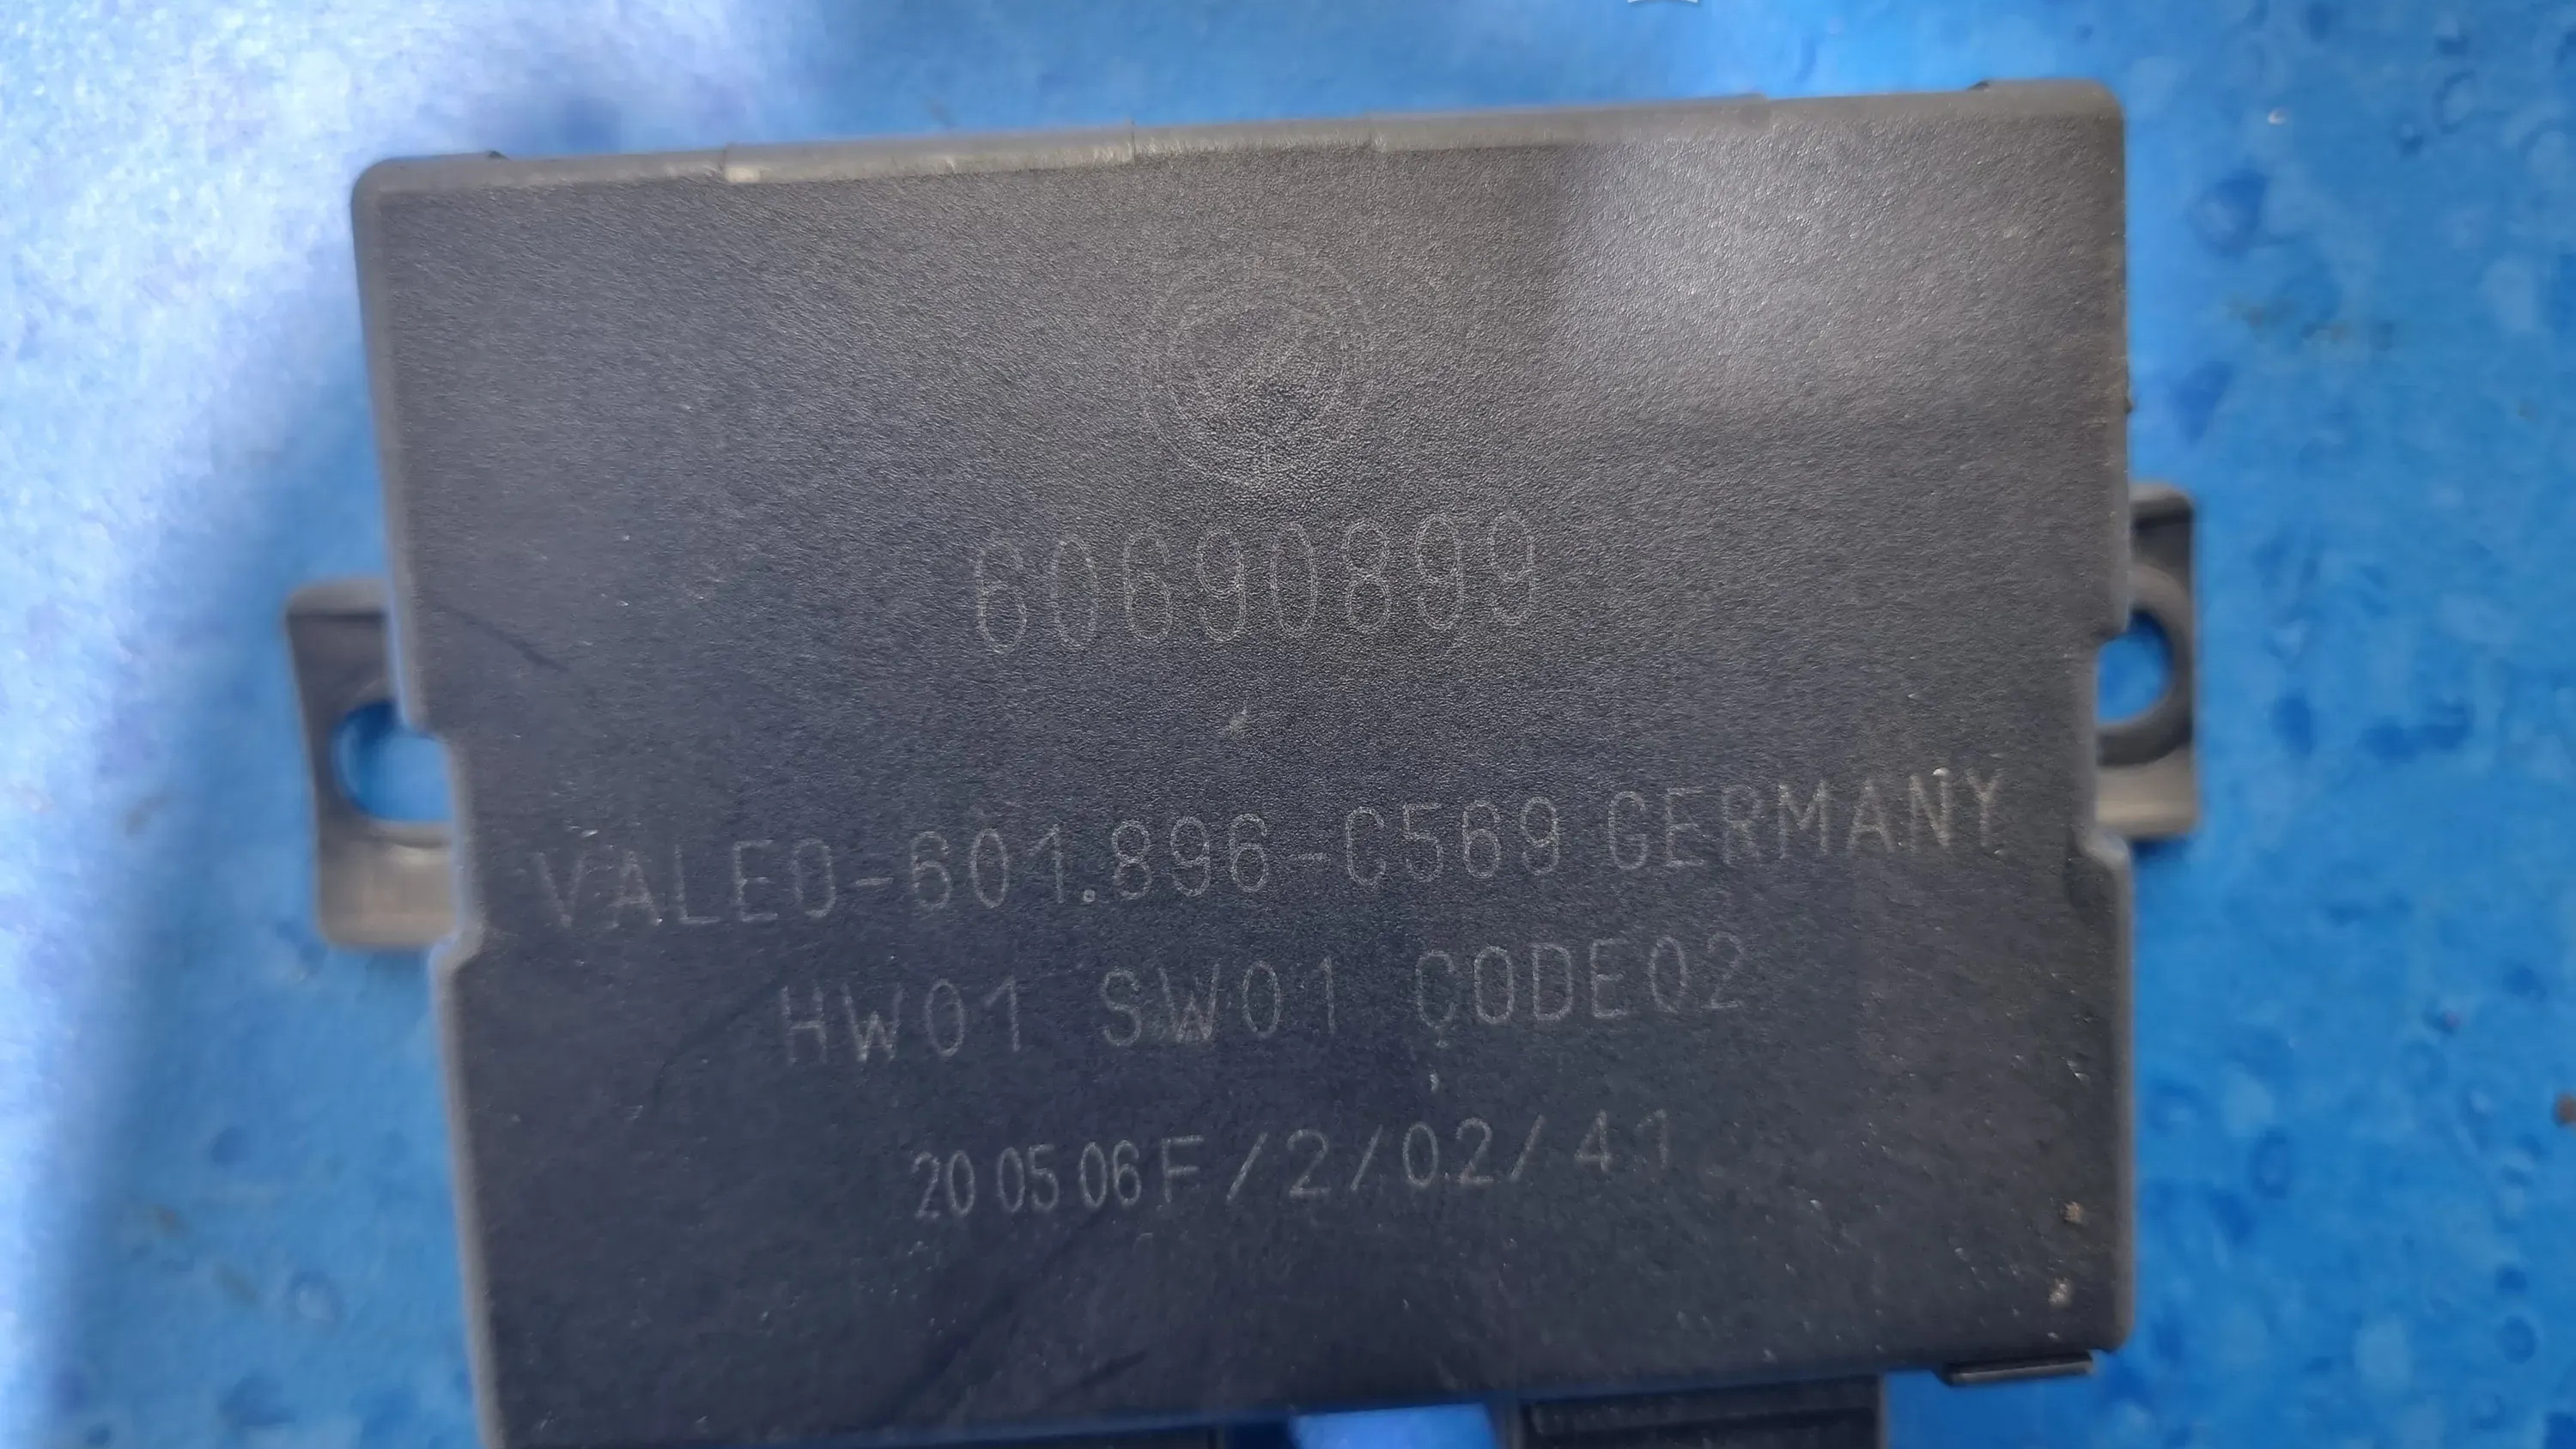 60690899
VALEO-601.896-C569 GERMANY
HW01 SW01 CODE02
20 05 06 F/2/02/41